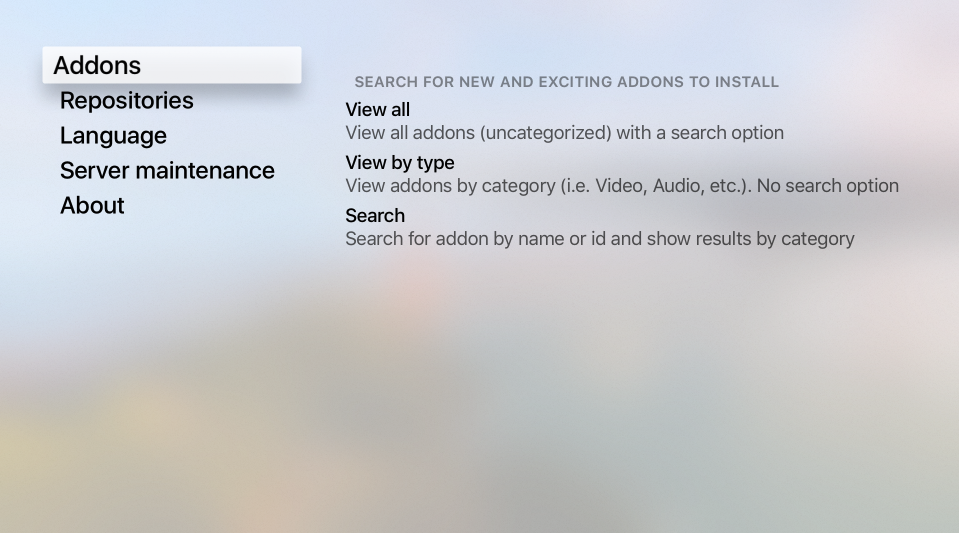 Addons
Repositories
Language
Server maintenance
About
SEARCH FOR NEW AND EXCITING ADDONS TO INSTALL
View all
View all addons (uncategorized) with a search option
View by type
View addons by category (i.e. Video, Audio, etc.). No search option
Search
Search for addon by name or id and show results by category